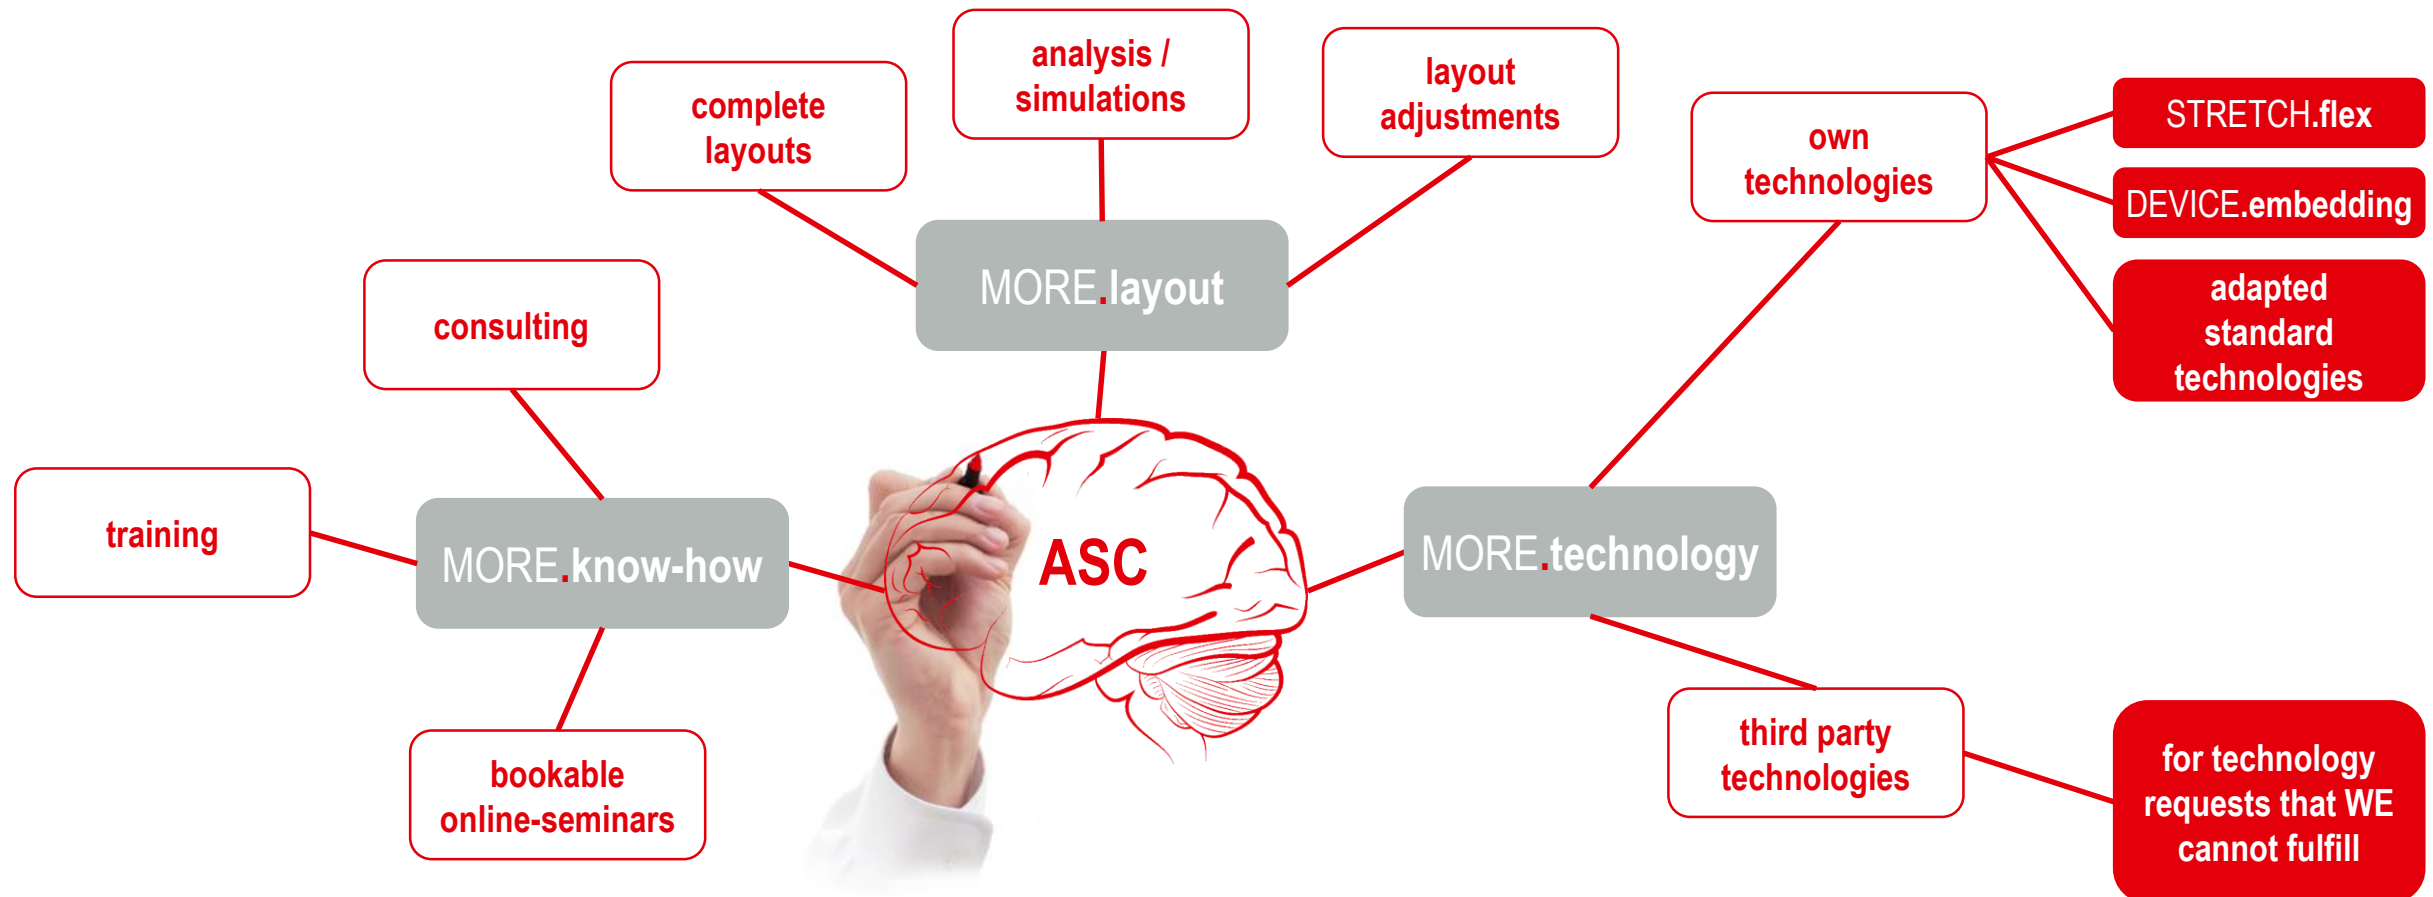 analysis /
simulations
layout
adjustments
complete
layouts
own
technologies
STRETCH.flex
DEVICE.embedding
adapted
standard
technologies
MORE.layout
consulting
training
MORE.know-how
ASC
MORE.technology
bookable
online-seminars
third party
technologies
for technology
requests that WE
cannot fulfill